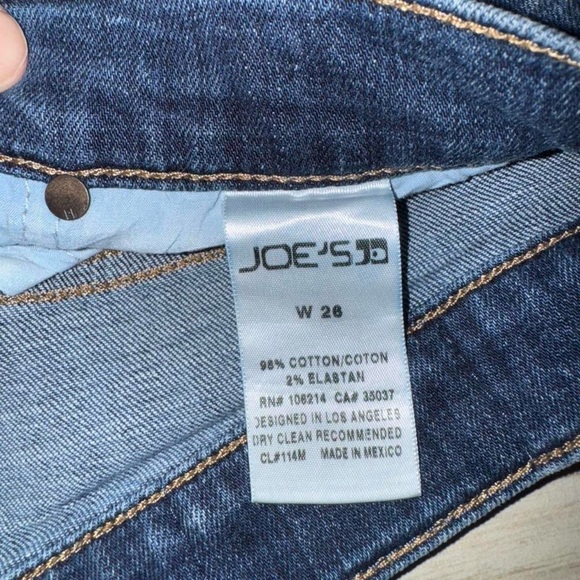 JOE'S JD
W 26
98% COTTON/COTON
2% ELASTAN
RN# 106214 CA# 35037
DESIGNED IN LOS ANGELES
DRY CLEAN RECOMMENDED
CL#114M MADE IN MEXICO